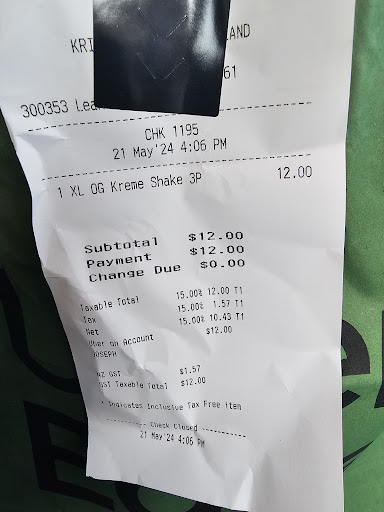 KRI LAND
61
300353 Lea
CHK 1195
21 May'24 4:06 PM
1 XL OG Kreme Shake 3P 12.00
Subtotal $12.00
Payment $12.00
Change Due $0.00
Taxable Total 15.00% 12.00 T1
Tax 15.00% 1.57 T1
Net 15.00% 10.43 T1
Uber on Account $12.00
JOSEPH
NZ GST $1.57
GST Taxable Total $12.00
* Indicates Inclusive Tax Free item
---------- Check Closed ----------
21 May'24 4:06 PM